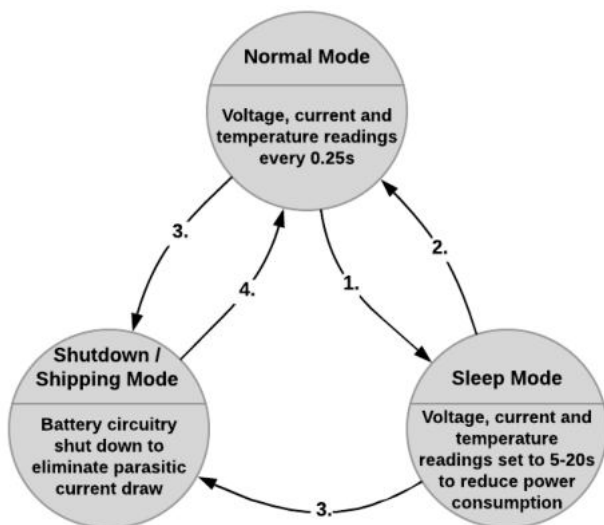 Normal Mode
Voltage, current and
temperature readings
every 0.25s
3.
2.
4.
1.
Shutdown /
Shipping Mode
Battery circuitry
shut down to
eliminate parasitic
current draw
Sleep Mode
Voltage, current and
temperature
readings set to 5-20s
to reduce power
consumption
3.